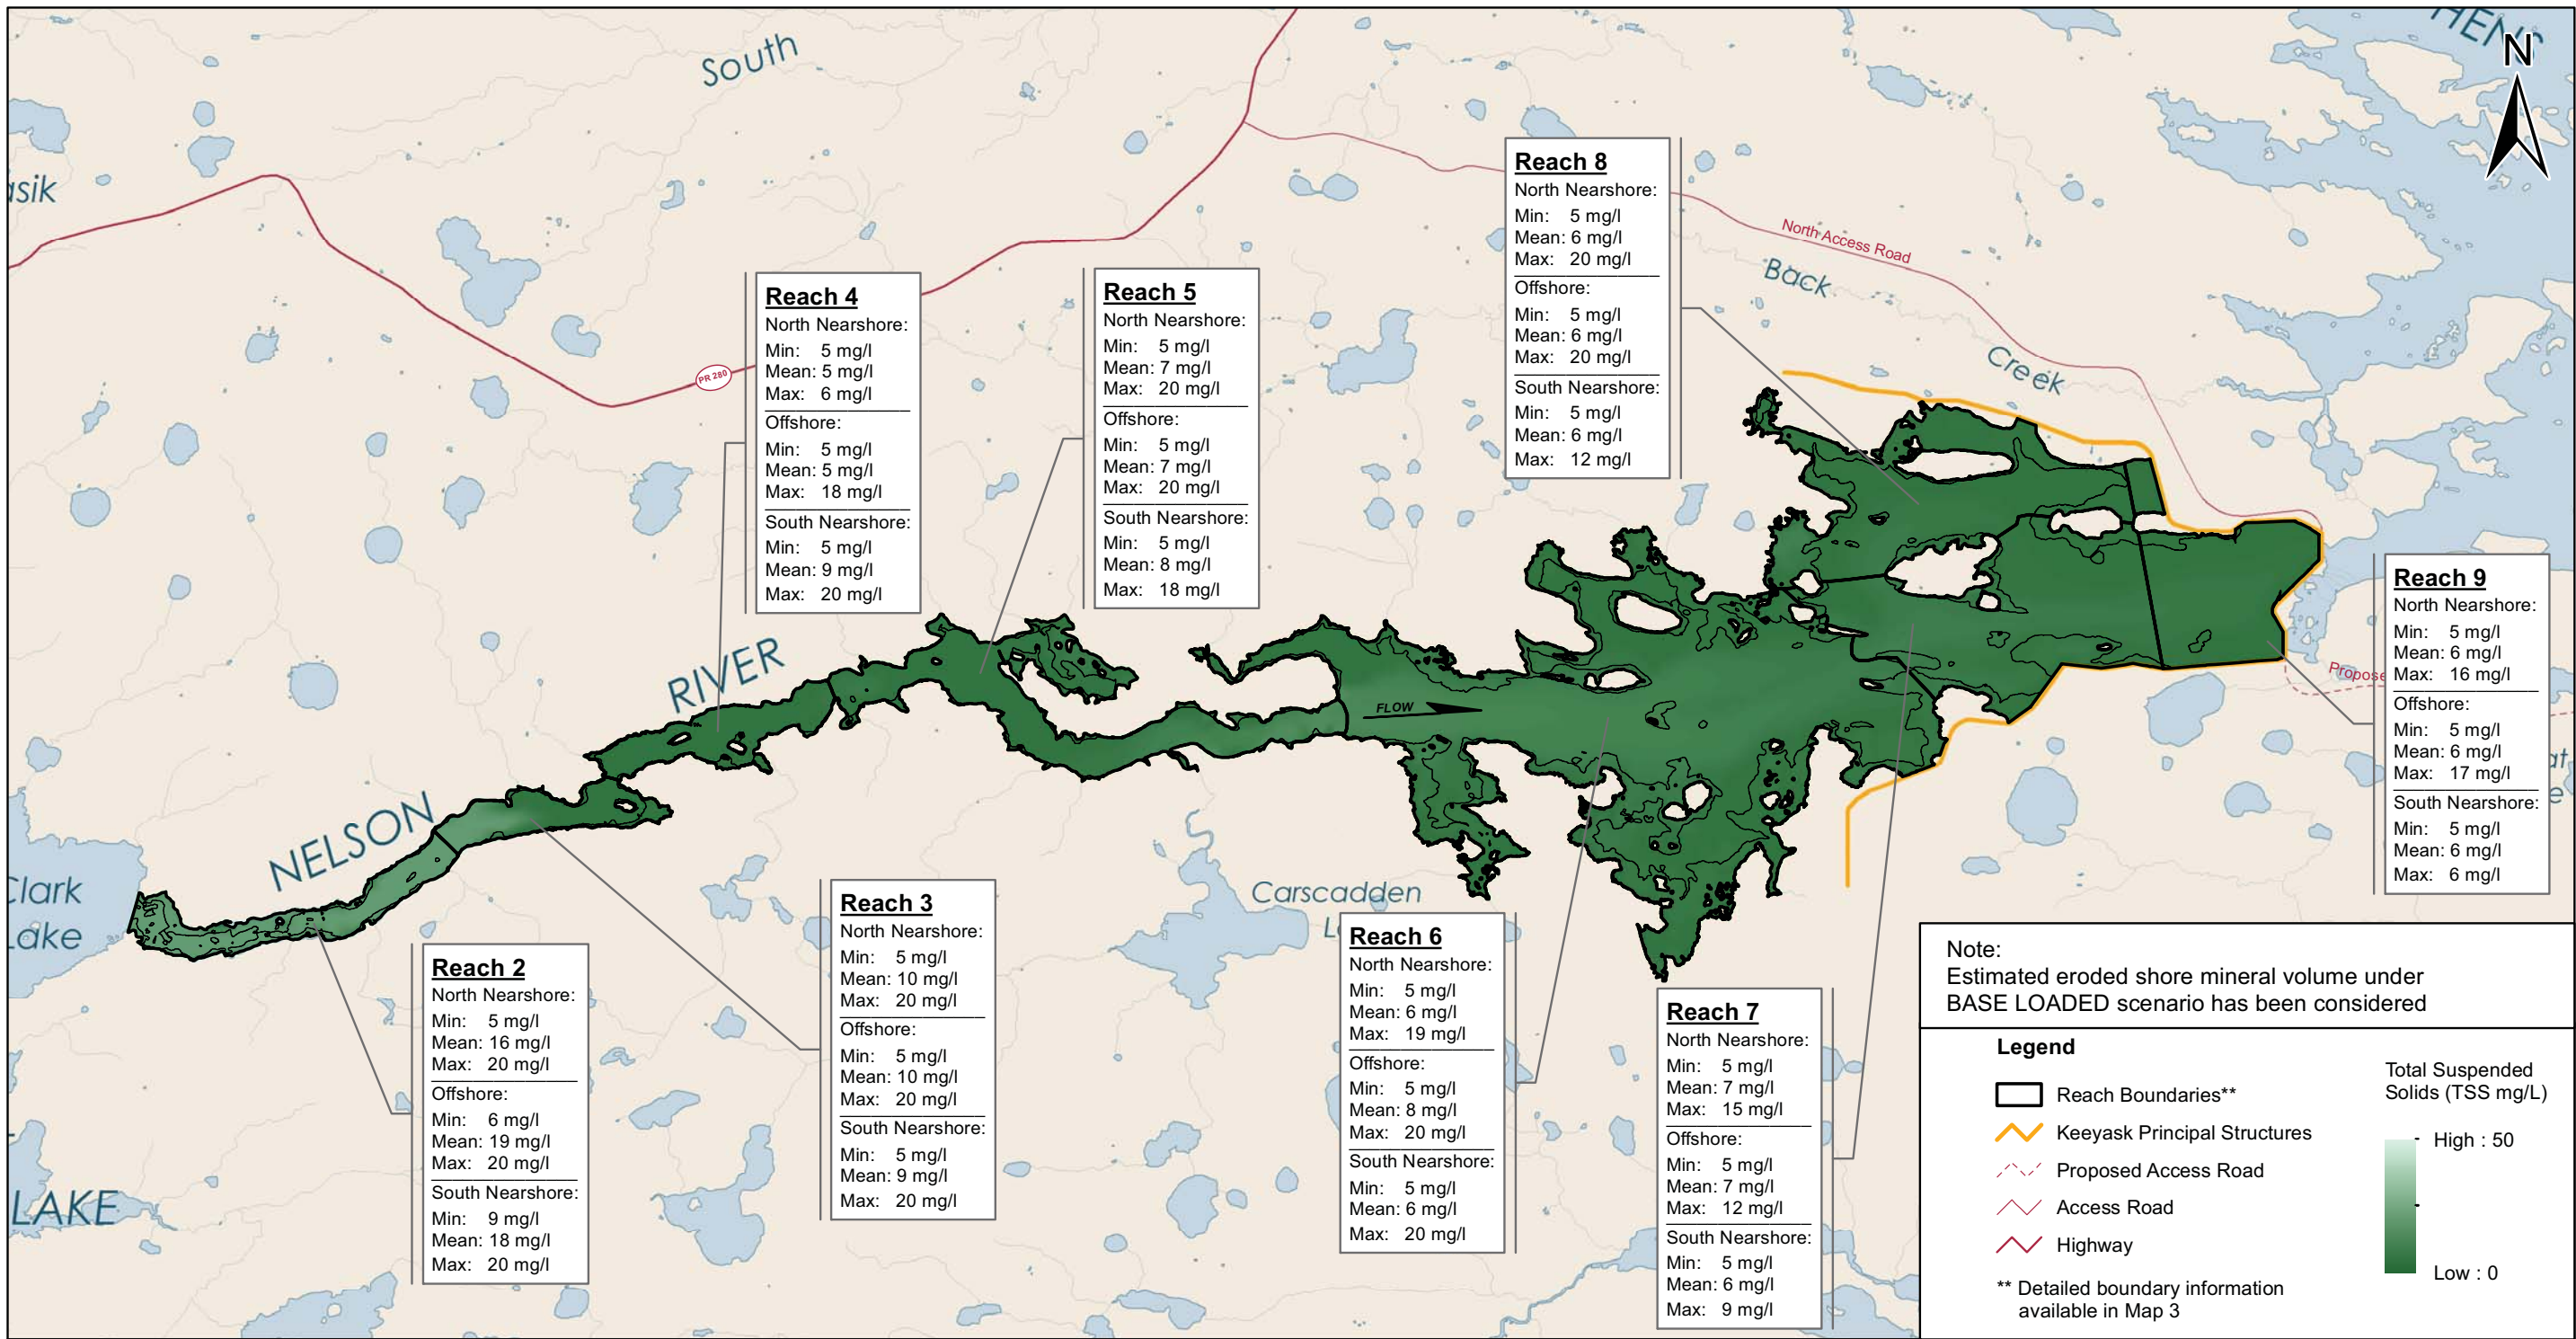 South
HENS
N
asik
PR 280
North Access Road
Back
Creek
Reach 8
North Nearshore:
Min: 5 mg/l
Mean: 6 mg/l
Max: 20 mg/l
Offshore:
Min: 5 mg/l
Mean: 6 mg/l
Max: 20 mg/l
South Nearshore:
Min: 5 mg/l
Mean: 6 mg/l
Max: 12 mg/l
Reach 4
North Nearshore:
Min: 5 mg/l
Mean: 5 mg/l
Max: 6 mg/l
Offshore:
Min: 5 mg/l
Mean: 5 mg/l
Max: 18 mg/l
South Nearshore:
Min: 5 mg/l
Mean: 9 mg/l
Max: 20 mg/l
Reach 5
North Nearshore:
Min: 5 mg/l
Mean: 7 mg/l
Max: 20 mg/l
Offshore:
Min: 5 mg/l
Mean: 7 mg/l
Max: 20 mg/l
South Nearshore:
Min: 5 mg/l
Mean: 8 mg/l
Max: 18 mg/l
Reach 9
North Nearshore:
Min: 5 mg/l
Mean: 6 mg/l
Max: 16 mg/l
Offshore:
Min: 5 mg/l
Mean: 6 mg/l
Max: 17 mg/l
South Nearshore:
Min: 5 mg/l
Mean: 6 mg/l
Max: 6 mg/l
Propose
at
e
NELSON RIVER
FLOW
Clark
Lake
Carscadden
L
LAKE
Reach 2
North Nearshore:
Min: 5 mg/l
Mean: 16 mg/l
Max: 20 mg/l
Offshore:
Min: 6 mg/l
Mean: 19 mg/l
Max: 20 mg/l
South Nearshore:
Min: 9 mg/l
Mean: 18 mg/l
Max: 20 mg/l
Reach 3
North Nearshore:
Min: 5 mg/l
Mean: 10 mg/l
Max: 20 mg/l
Offshore:
Min: 5 mg/l
Mean: 10 mg/l
Max: 20 mg/l
South Nearshore:
Min: 5 mg/l
Mean: 9 mg/l
Max: 20 mg/l
Reach 6
North Nearshore:
Min: 5 mg/l
Mean: 6 mg/l
Max: 19 mg/l
Offshore:
Min: 5 mg/l
Mean: 8 mg/l
Max: 20 mg/l
South Nearshore:
Min: 5 mg/l
Mean: 6 mg/l
Max: 20 mg/l
Reach 7
North Nearshore:
Min: 5 mg/l
Mean: 7 mg/l
Max: 15 mg/l
Offshore:
Min: 5 mg/l
Mean: 7 mg/l
Max: 12 mg/l
South Nearshore:
Min: 5 mg/l
Mean: 6 mg/l
Max: 9 mg/l
Note:
Estimated eroded shore mineral volume under
BASE LOADED scenario has been considered
Legend
Reach Boundaries**
Keeyask Principal Structures
Proposed Access Road
Access Road
Highway
** Detailed boundary information
available in Map 3
Total Suspended
Solids (TSS mg/L)
High : 50
Low : 0